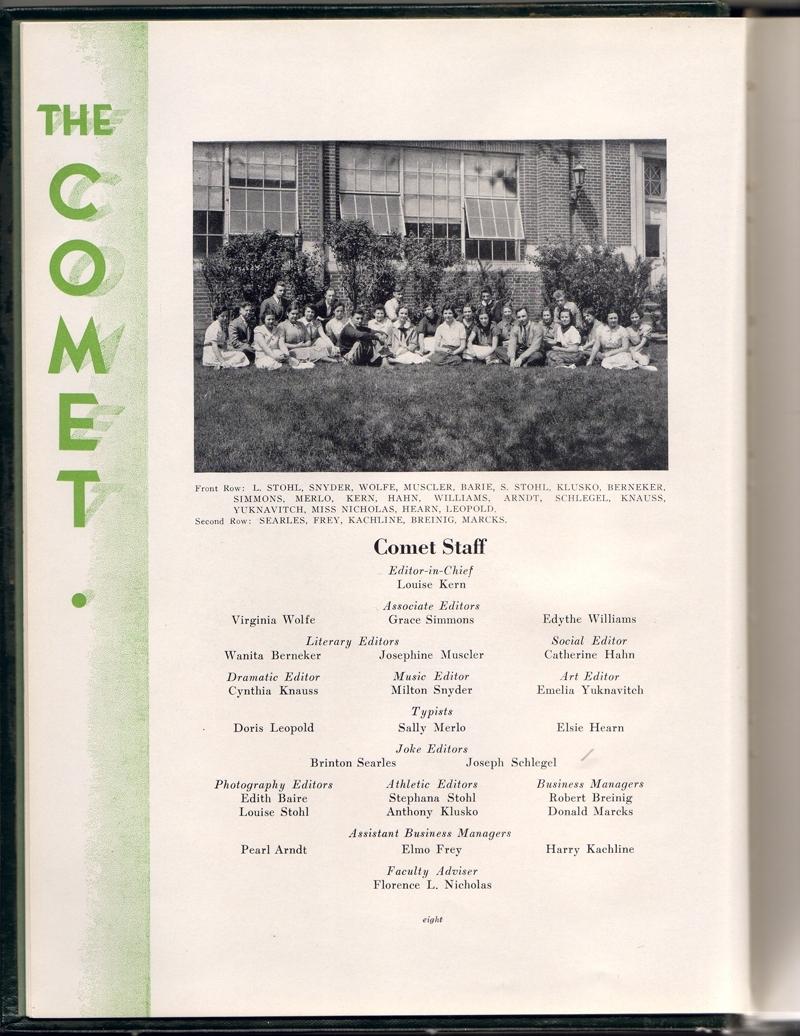 THE
COMET
.
Front Row: L. STOHL, SNYDER, WOLFE, MUSCLER, BARIE, S. STOHL, KLUSKO, BERNEKER,
SIMMONS, MERLO, KERN, HAHN, WILLIAMS, ARNDT, SCHLEGEL, KNAUSS,
YUKNAVITCH, MISS NICHOLAS, HEARN, LEOPOLD.
Second Row: SEARLES, FREY, KACHLINE, BREINIG, MARCKS.
Comet Staff
Editor-in-Chief
Louise Kern
Associate Editors
Virginia Wolfe Grace Simmons Edythe Williams
Literary Editors Social Editor
Wanita Berneker Josephine Muscler Catherine Hahn
Dramatic Editor Music Editor Art Editor
Cynthia Knauss Milton Snyder Emelia Yuknavitch
Typists
Doris Leopold Sally Merlo Elsie Hearn
Joke Editors
Brinton Searles Joseph Schlegel
Photography Editors Athletic Editors Business Managers
Edith Baire Stephana Stohl Robert Breinig
Louise Stohl Anthony Klusko Donald Marcks
Assistant Business Managers
Pearl Arndt Elmo Frey Harry Kachline
Faculty Adviser
Florence L. Nicholas
eight